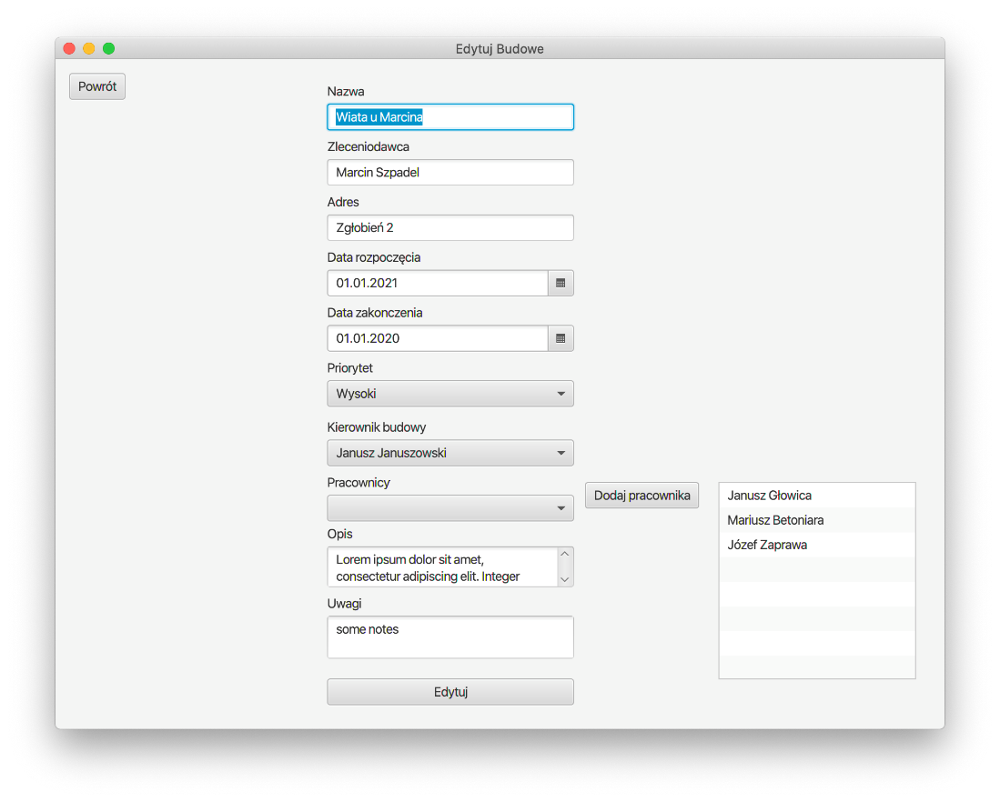 Edytuj Budowe
Powrót
Nazwa
Wiata u Marcina
Zleceniodawca
Marcin Szpadel
Adres
Zgłobień 2
Data rozpoczęcia
01.01.2021
Data zakonczenia
01.01.2020
Priorytet
Wysoki
Kierownik budowy
Janusz Januszowski
Pracownicy
Dodaj pracownika
Janusz Głowica
Mariusz Betoniara
Józef Zaprawa
Opis
Lorem ipsum dolor sit amet,
consectetur adipiscing elit. Integer
Uwagi
some notes
Edytuj